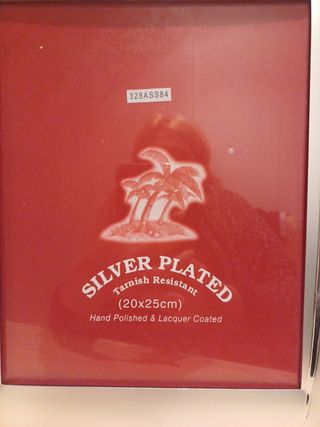 328ASS84
SILVER PLATED
Tarnish Resistant
(20x25cm)
Hand Polished & Lacquer Coated